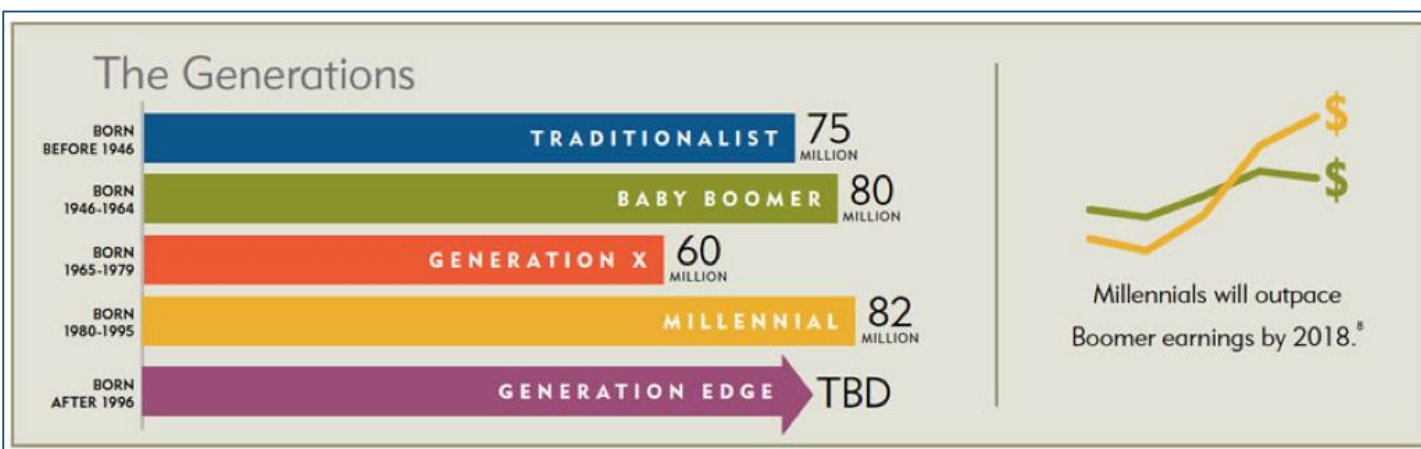 The Generations
BORN
BEFORE 1946
TRADITIONALIST
75
MILLION
BORN
1946-1964
BABY BOOMER
80
MILLION
BORN
1965-1979
GENERATION X
60
MILLION
BORN
1980-1995
MILLENNIAL
82
MILLION
BORN
AFTER 1996
GENERATION EDGE
TBD
$
$
Millennials will outpace
Boomer earnings by 2018.⁸